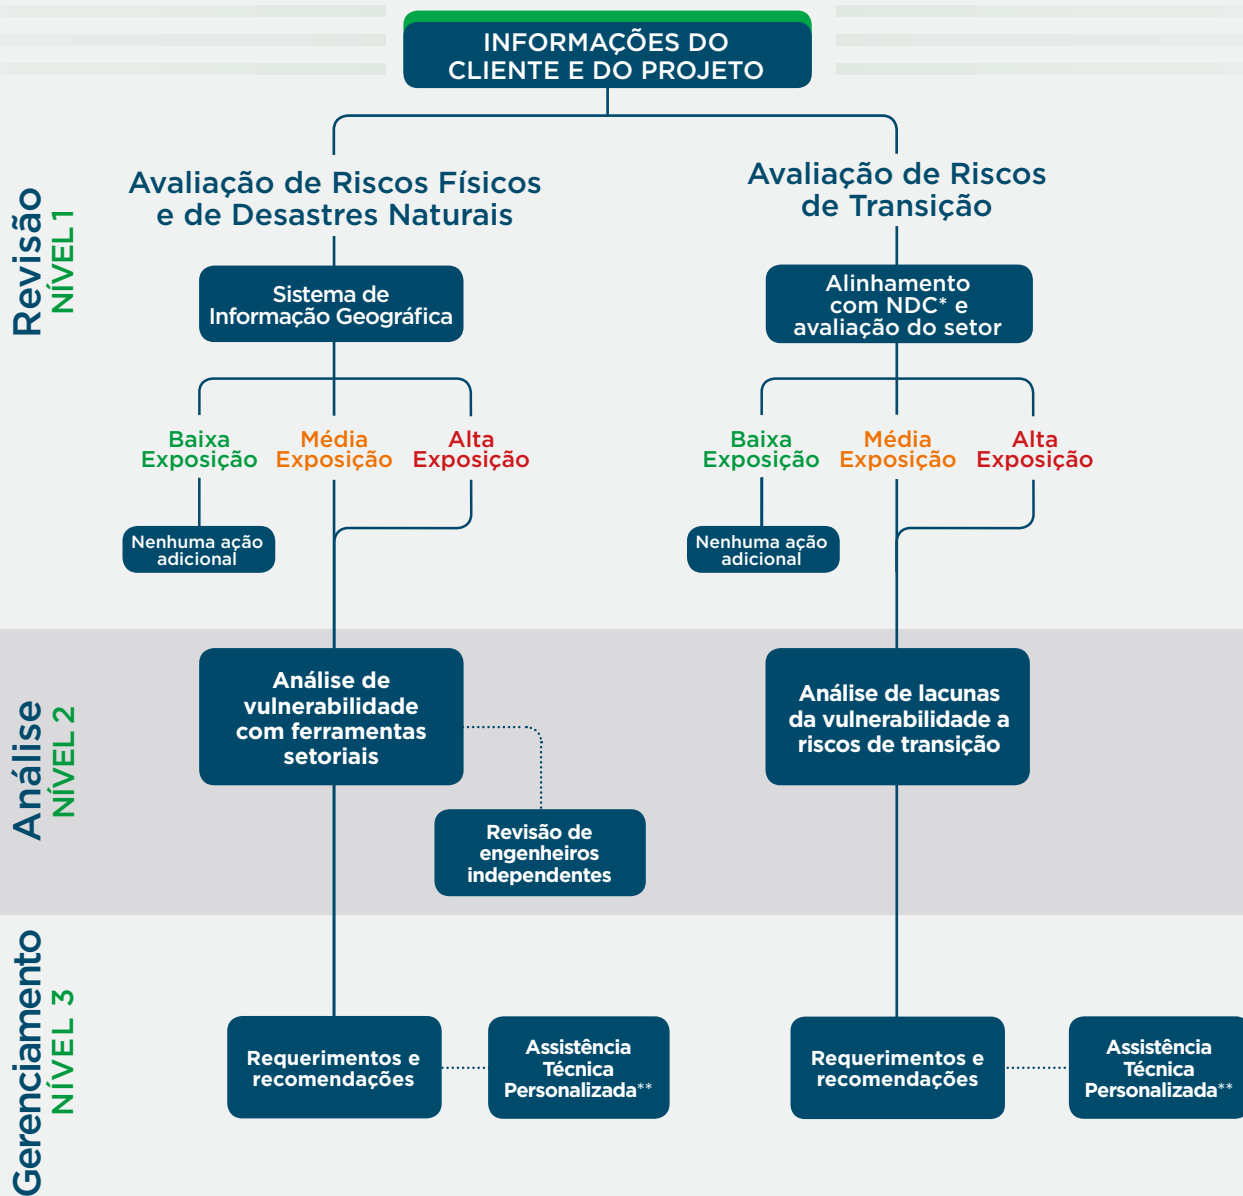 INFORMAÇÕES DO
CLIENTE E DO PROJETO
Revisão
NÍVEL 1
Avaliação de Riscos Físicos
e de Desastres Naturais
Avaliação de Riscos
de Transição
Sistema de
Informação Geográfica
Alinhamento
com NDC* e
avaliação do setor
Baixa
Exposição
Média
Exposição
Alta
Exposição
Baixa
Exposição
Média
Exposição
Alta
Exposição
Nenhuma ação
adicional
Nenhuma ação
adicional
Análise
NÍVEL 2
Análise de
vulnerabilidade
com ferramentas
setoriais
Análise de lacunas
da vulnerabilidade a
riscos de transição
Revisão de
engenheiros
independentes
Gerenciamento
NÍVEL 3
Requerimentos e
recomendações
Assistência
Técnica
Personalizada**
Requerimentos e
recomendações
Assistência
Técnica
Personalizada**